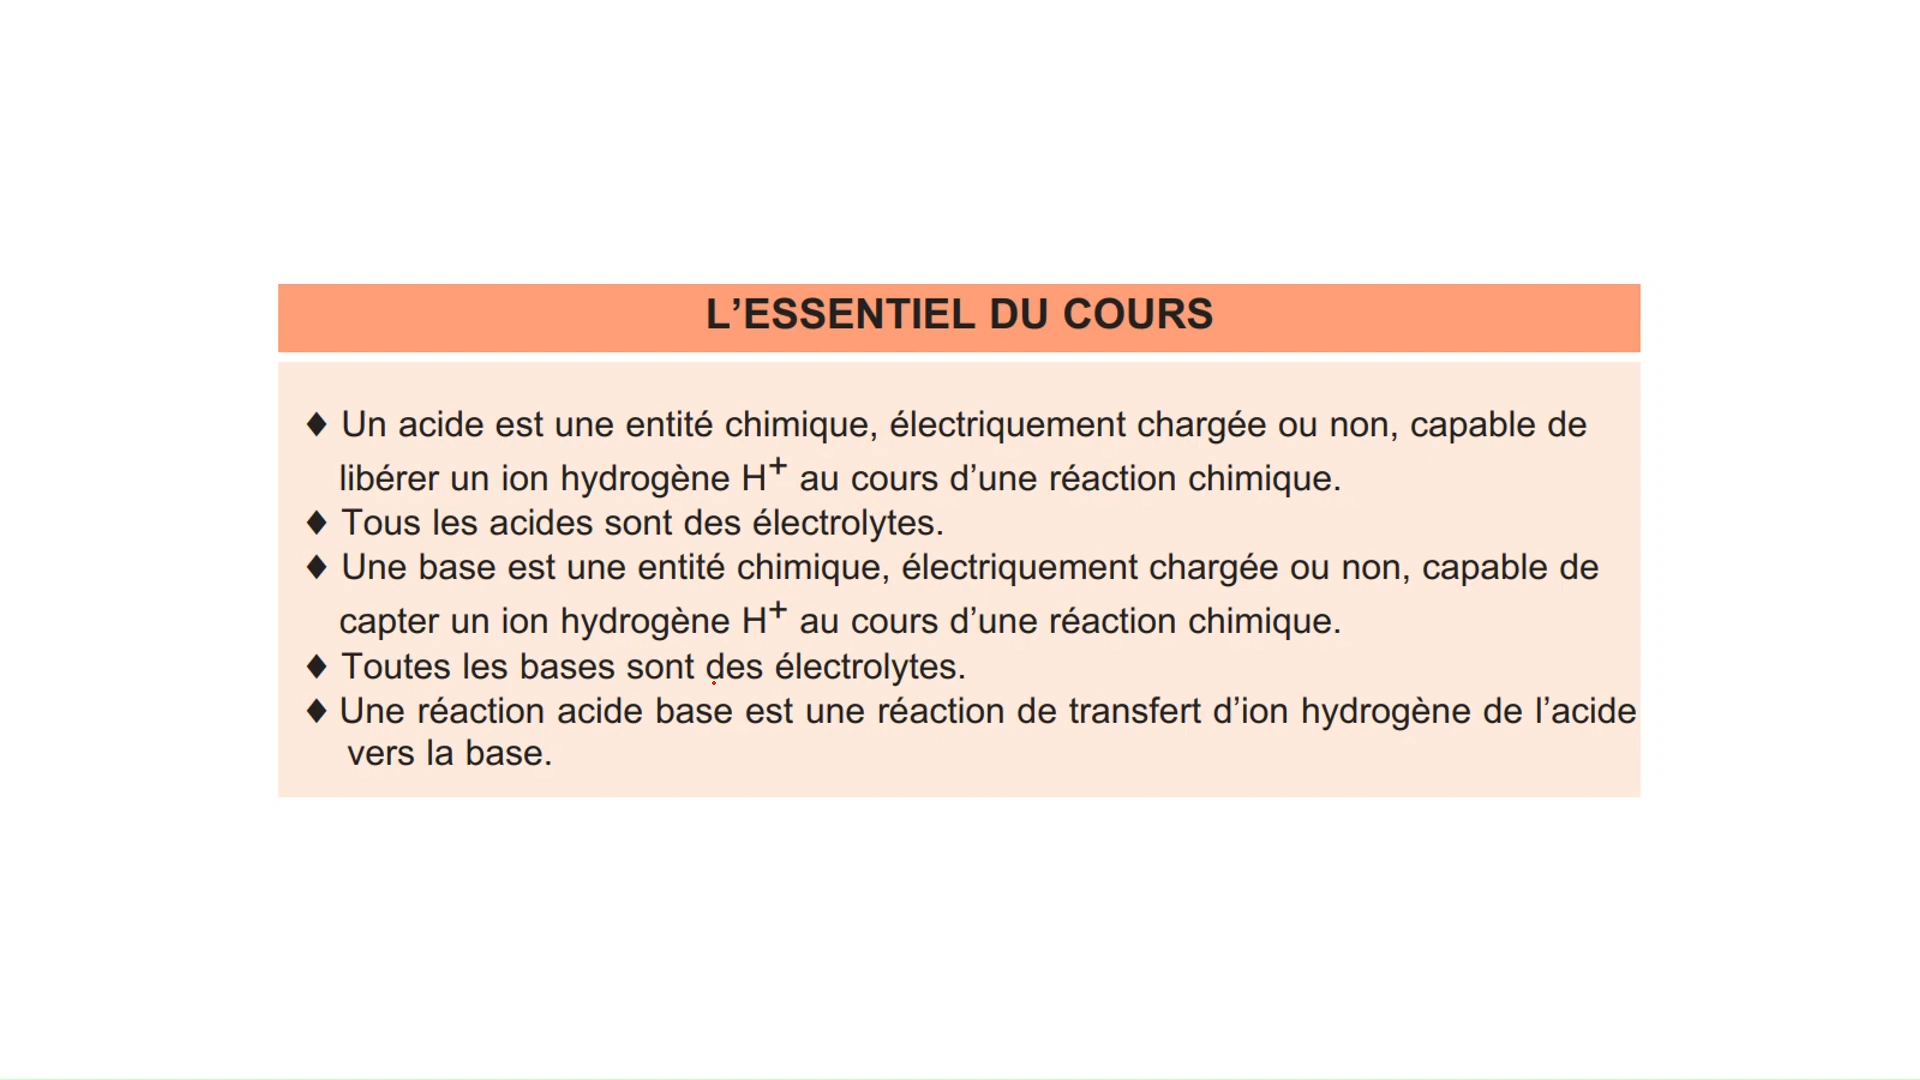 L’ESSENTIEL DU COURS
♦ Un acide est une entité chimique, électriquement chargée ou non, capable de
libérer un ion hydrogène H⁺ au cours d’une réaction chimique.
♦ Tous les acides sont des électrolytes.
♦ Une base est une entité chimique, électriquement chargée ou non, capable de
capter un ion hydrogène H⁺ au cours d’une réaction chimique.
♦ Toutes les bases sont des électrolytes.
♦ Une réaction acide base est une réaction de transfert d’ion hydrogène de l’acide
vers la base.